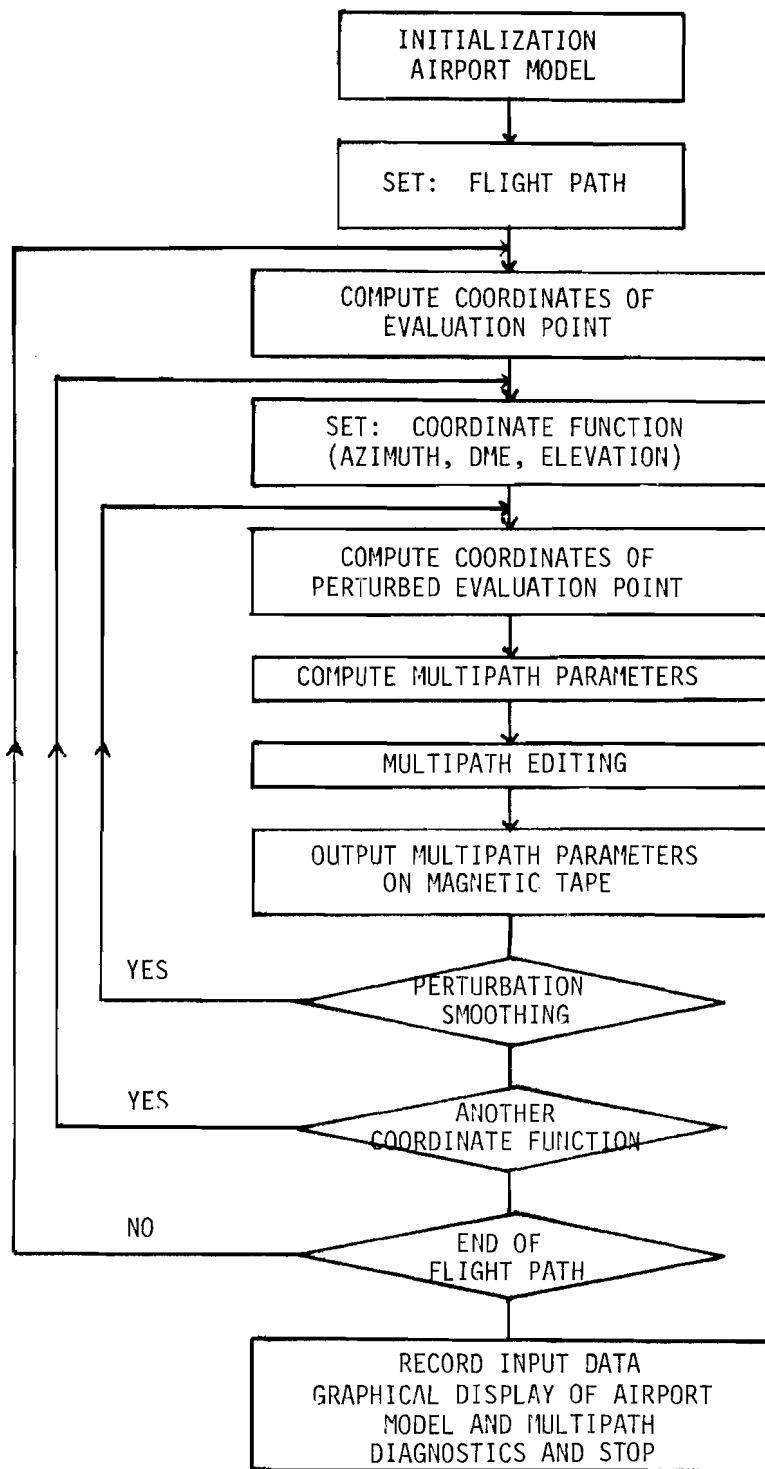 INITIALIZATION
AIRPORT MODEL
SET: FLIGHT PATH
COMPUTE COORDINATES OF
EVALUATION POINT
SET: COORDINATE FUNCTION
(AZIMUTH, DME, ELEVATION)
COMPUTE COORDINATES OF
PERTURBED EVALUATION POINT
COMPUTE MULTIPATH PARAMETERS
MULTIPATH EDITING
OUTPUT MULTIPATH PARAMETERS
ON MAGNETIC TAPE
YES
PERTURBATION
SMOOTHING
YES
ANOTHER
COORDINATE FUNCTION
NO
END OF
FLIGHT PATH
RECORD INPUT DATA
GRAPHICAL DISPLAY OF AIRPORT
MODEL AND MULTIPATH
DIAGNOSTICS AND STOP